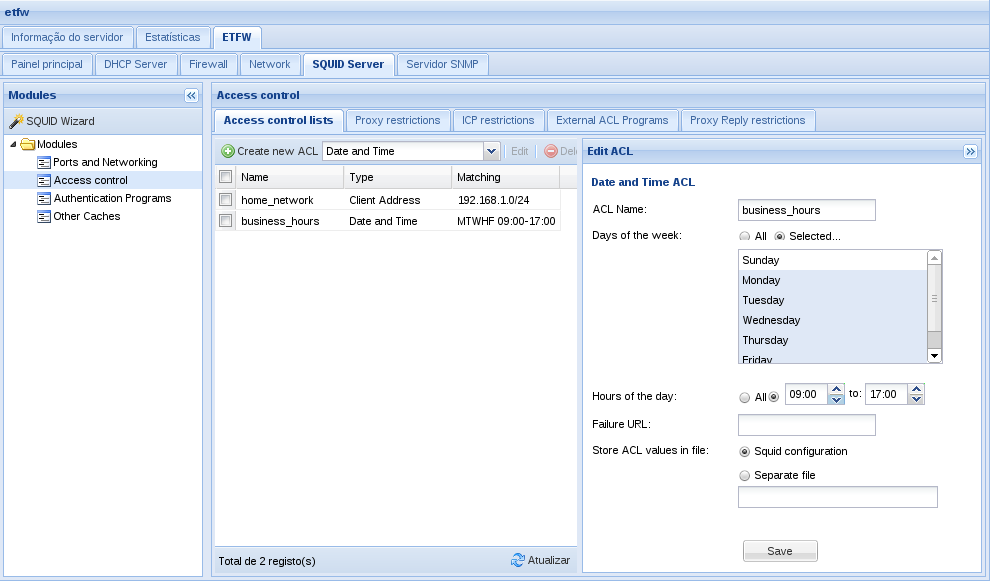 etfw
Informação do servidor Estatísticas ETFW
Painel principal DHCP Server Firewall Network SQUID Server Servidor SNMP
Modules
SQUID Wizard
Modules
Ports and Networking
Access control
Authentication Programs
Other Caches
Access control
Access control lists Proxy restrictions ICP restrictions External ACL Programs Proxy Reply restrictions
Create new ACL Date and Time Edit Dele
Name Type Matching
home_network Client Address 192.168.1.0/24
business_hours Date and Time MTWHF 09:00-17:00
Total de 2 registo(s) Atualizar
Edit ACL
Date and Time ACL
ACL Name: business_hours
Days of the week: All Selected...
Sunday
Monday
Tuesday
Wednesday
Thursday
Friday
Hours of the day: All 09:00 to: 17:00
Failure URL:
Store ACL values in file: Squid configuration
Separate file
Save